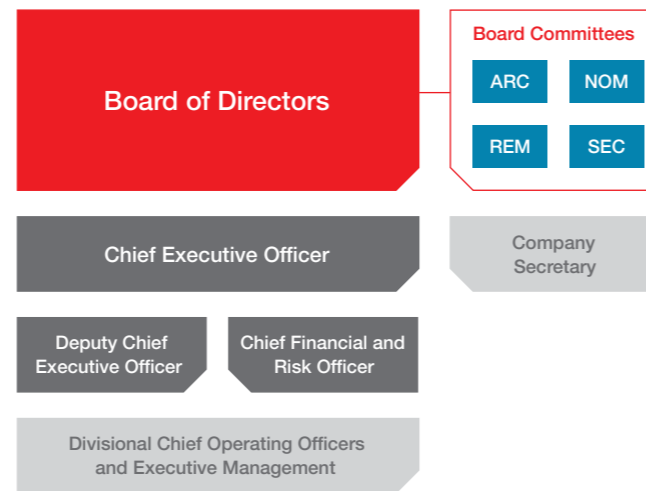 Board of Directors
Board Committees
ARC
NOM
REM
SEC
Chief Executive Officer
Company
Secretary
Deputy Chief
Executive Officer
Chief Financial and
Risk Officer
Divisional Chief Operating Officers
and Executive Management